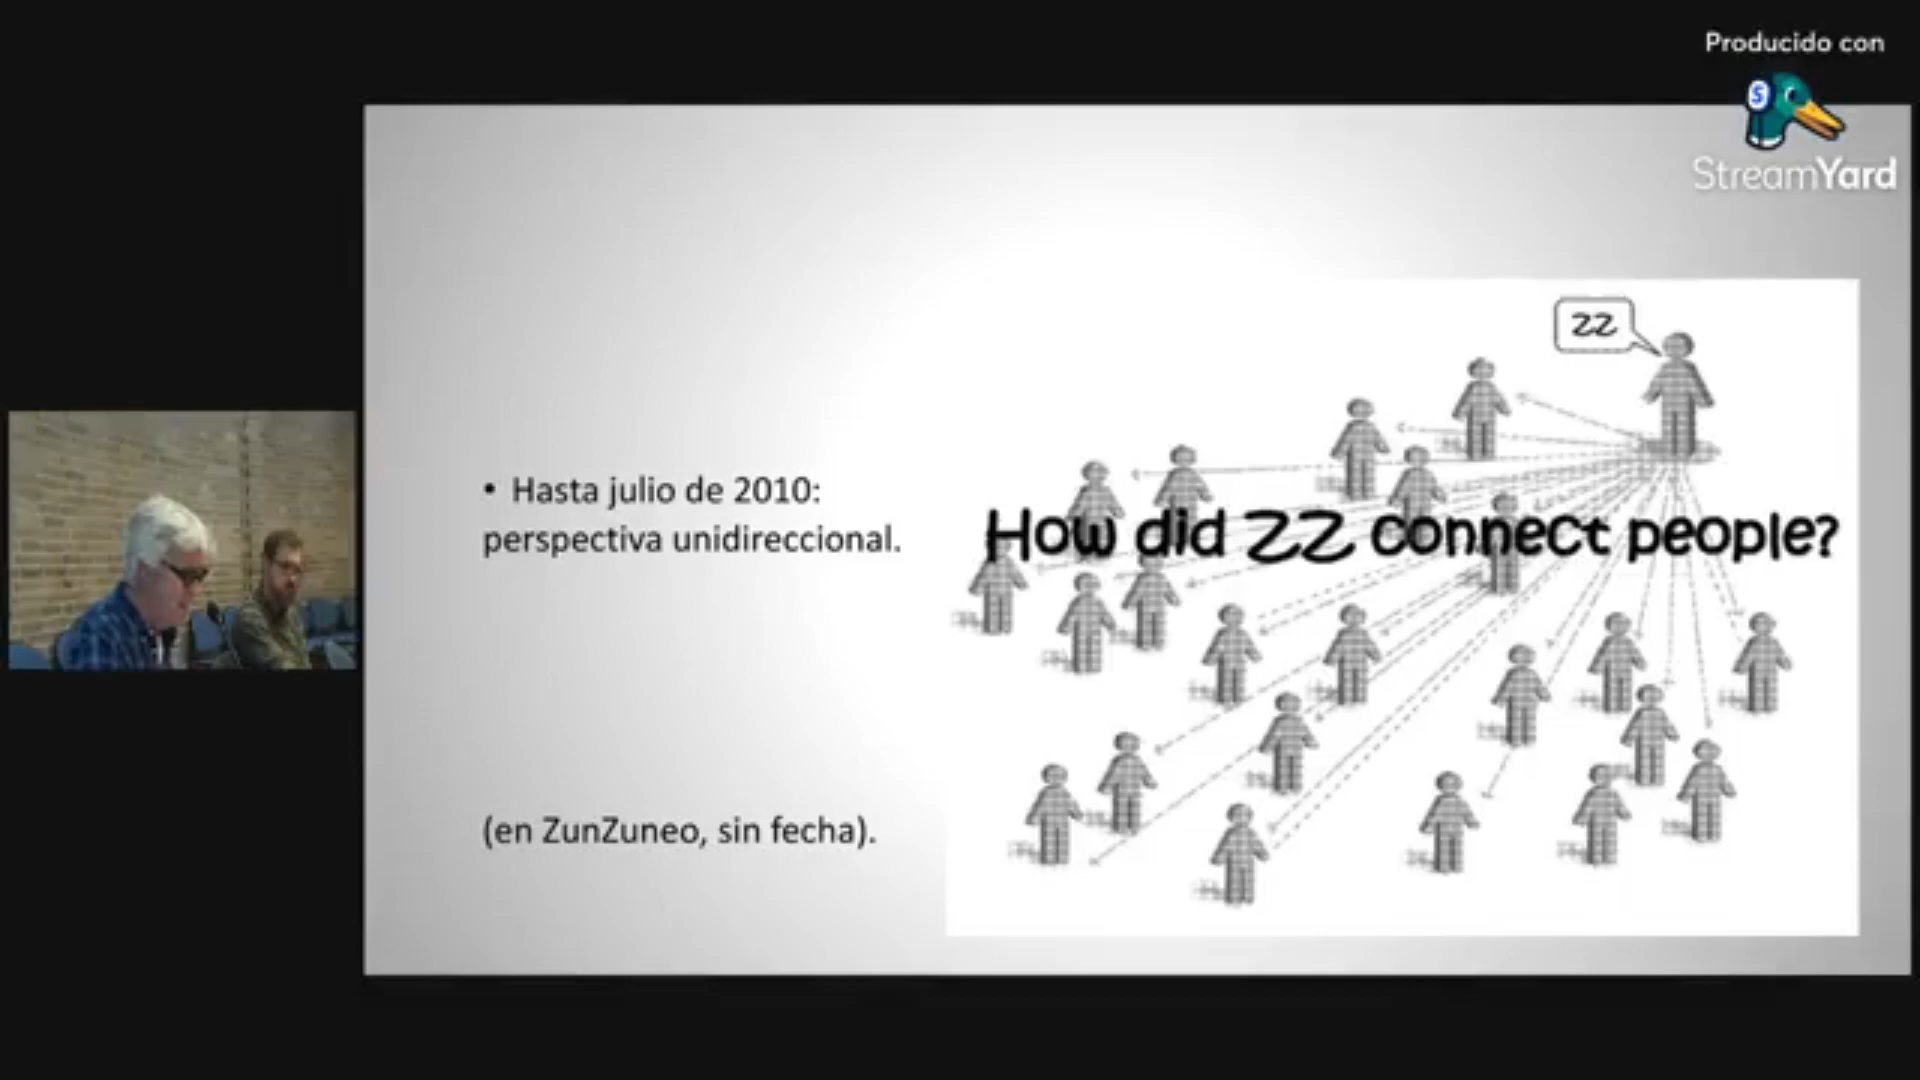 Producido con
StreamYard
• Hasta julio de 2010:
perspectiva unidireccional.
(en ZunZuneo, sin fecha).
ZZ
How did ZZ connect people?